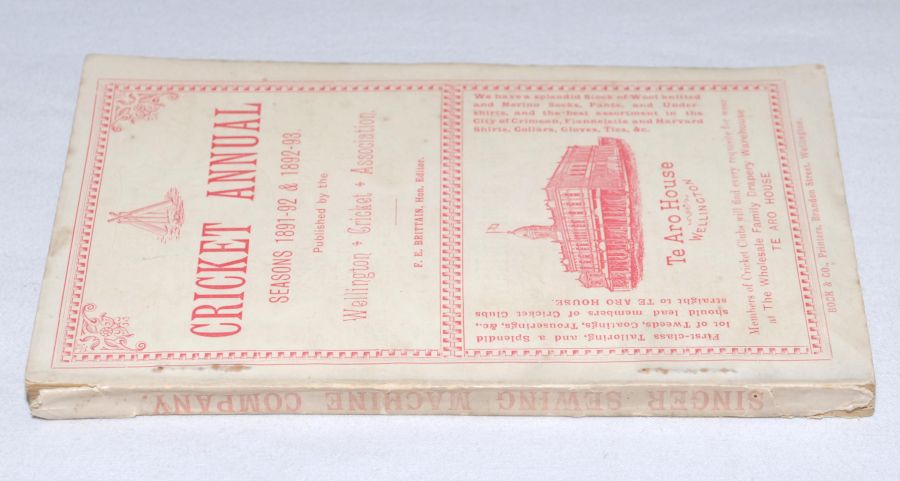 CRICKET ANNUAL
SEASONS 1891-92 & 1892-93.
Published by the
Wellington Cricket Association
F. E. BRITTAIN, Hon. Editor.
We have a splendid Stock of Wool knitted
and Merino Socks, Pants, and Under-
shirts, and the best assortment in the
City of Crimean, Flannelette and Harvard
Shirts, Collars, Gloves, Ties, &c.
Te Aro House
WELLINGTON
First-class Tailoring, and a Splendid
lot of Tweeds, Coatings, Trouserings, &c.,
should lead members of Cricket Clubs
straight to TE ARO HOUSE.
Members of Cricket Clubs will find every requisite for wear
at The Wholesale Family Drapery Warehouse
TE ARO HOUSE
BOCK & CO., Printers, Brandon Street, Wellington.
SINGER SEWING MACHINE COMPANY.